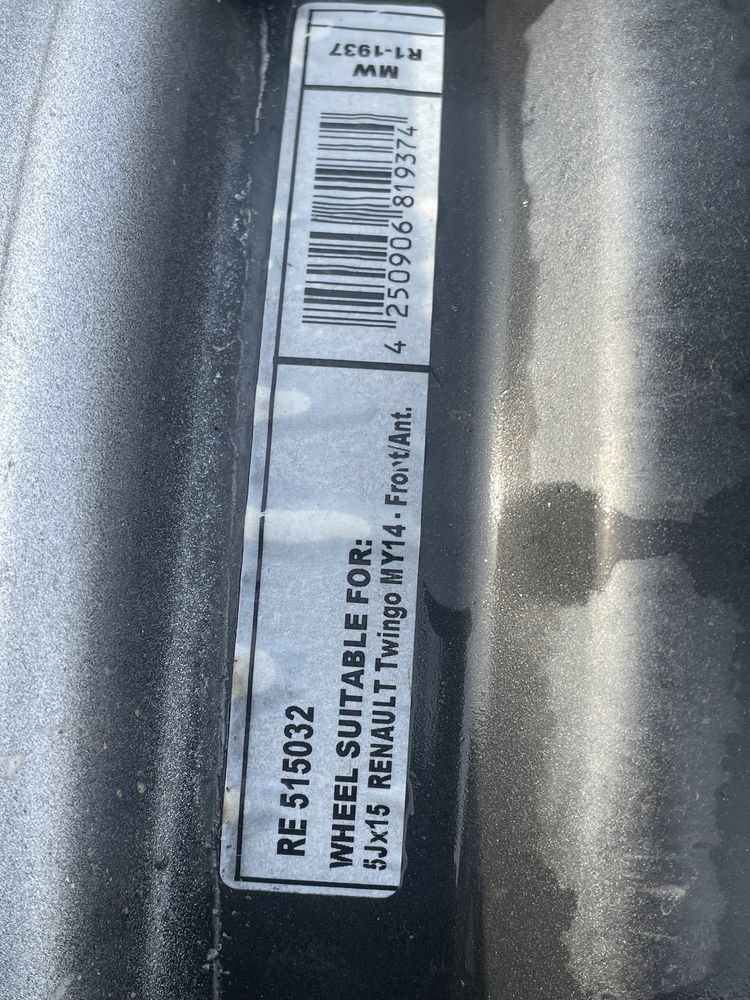 RE 515032
WHEEL SUITABLE FOR:
5Jx15 RENAULT Twingo MY14 - Front/Ant.
4 250906 819374
MW
R1-1937